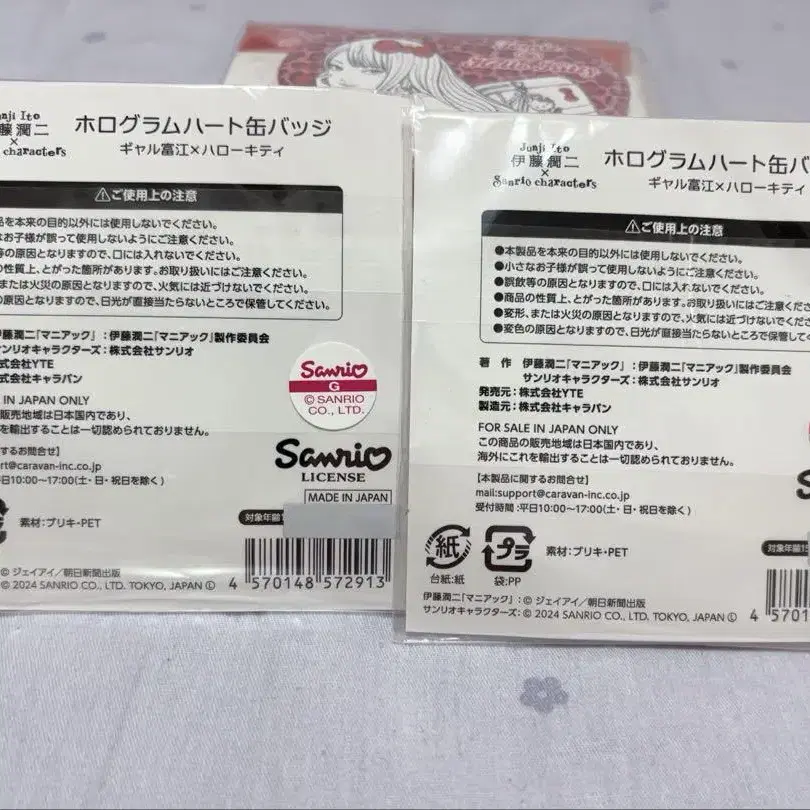 Junji Ito
藤潤二
×
characters
ホログラムハート缶バッジ
ギャル富江×ハローキティ
⚠ご使用上の注意
品を本来の目的以外には使用しないでください。
なお子様が誤って使用しないようにご注意ください。
等の原因となりますので、口には入れないでください。
の性質上、とがった箇所があります。お取り扱いにはご注意ください。
または火災の原因となりますので、火気には近づけないでください。
の原因となりますので、日光が直接当たらないところで保管してください。
伊藤潤二『マニアック』：伊藤潤二『マニアック』製作委員会
サンリオキャラクターズ：株式会社サンリオ
式会社YTE
式会社キャラバン
IN JAPAN ONLY
販売地域は日本国内であり、
を輸出することは一切認められておりません。
するお問合せ】
rt@caravan-inc.co.jp
日10:00〜17:00(土・日・祝日を除く)
素材：ブリキ・PET
Sanrio
G
© SANRIO
CO., LTD.
Sanrio
LICENSE
MADE IN JAPAN
対象年齢1
© ジェイアイ／朝日新聞出版
© 2024 SANRIO CO., LTD. TOKYO, JAPAN Ⓛ
4 570148 572913
Junji Ito
伊藤潤二
×
Sanrio characters
ホログラムハート缶バ
ギャル富江×ハローキティ
⚠ご使用上の注意
●本製品を本来の目的以外には使用しないでください。
●小さなお子様が誤って使用しないようにご注意ください。
●誤飲等の原因となりますので、口には入れないでください。
●商品の性質上、とがった箇所があります。お取り扱いにはご注意くださ
●変形、または火災の原因となりますので、火気には近づけないでくだ
●変色の原因となりますので、日光が直接当たらないところで保管して
著 作 伊藤潤二『マニアック』：伊藤潤二『マニアック』製作委員会
サンリオキャラクターズ：株式会社サンリオ
発売元：株式会社YTE
製造元：株式会社キャラバン
FOR SALE IN JAPAN ONLY
この商品の販売地域は日本国内であり、
海外にこれを輸出することは一切認められておりません。
【本製品に関するお問合せ】
mail:support@caravan-inc.co.jp
受付時間：平日10:00〜17:00(土・日・祝日を除く)
紙
台紙:紙
プラ
袋:PP
素材：ブリキ・PET
対象年齢15
伊藤潤二『マニアック』：© ジェイアイ／朝日新聞出版
サンリオキャラクターズ：© 2024 SANRIO CO., LTD. TOKYO, JAPAN Ⓛ
4 5701